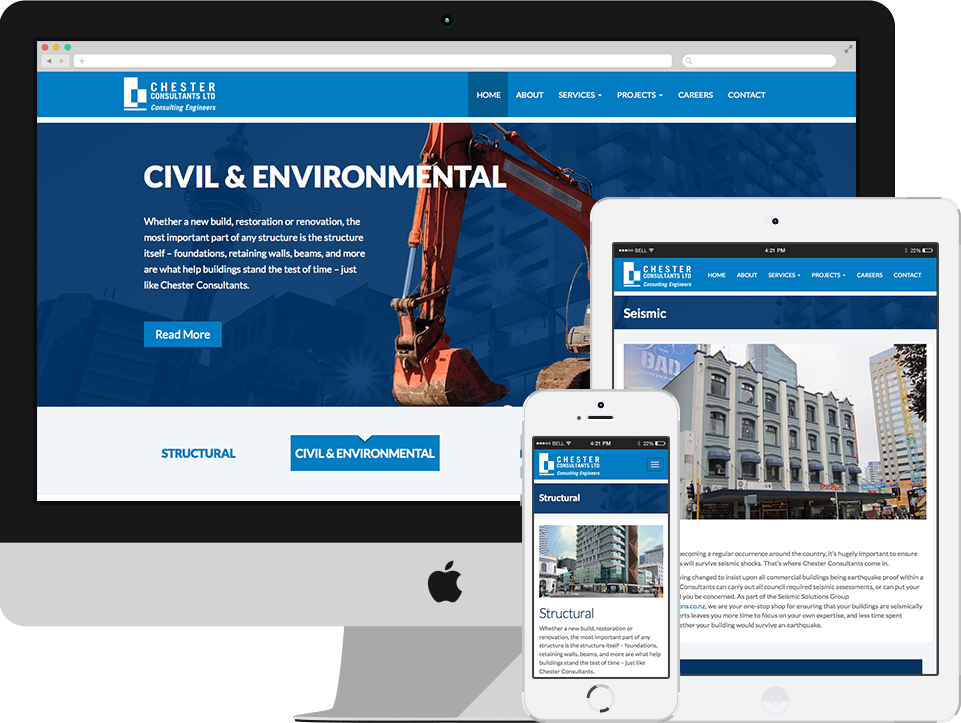 CHESTER
CONSULTANTS LTD
Consulting Engineers
HOME ABOUT SERVICES PROJECTS CAREERS CONTACT
CIVIL & ENVIRONMENTAL
Whether a new build, restoration or renovation, the
most important part of any structure is the structure
itself – foundations, retaining walls, beams, and more
are what help buildings stand the test of time – just
like Chester Consultants.
Read More
STRUCTURAL
CIVIL & ENVIRONMENTAL
BELL 4:21 PM 22%
CHESTER
CONSULTANTS LTD
Consulting Engineers
HOME ABOUT SERVICES PROJECTS CAREERS CONTACT
Seismic
BAD
ecoming a regular occurrence around the country, it's hugely important to ensure
s will survive seismic shocks. That's where Chester Consultants come in.
ving changed to insist upon all commercial buildings being earthquake proof within a
Consultants can carry out all council required seismic assessments, or can put your
you be concerned. As part of the Seismic Solutions Group
ons.co.nz, we are your one-stop shop for ensuring that your buildings are seismically
erts leaves you more time to focus on your own expertise, and less time spent
ether your building would survive an earthquake.
BELL 4:21 PM 22%
CHESTER
CONSULTANTS LTD
Consulting Engineers
Structural
Structural
Whether a new build, restoration or
renovation, the most important part of any
structure is the structure itself – foundations,
retaining walls, beams, and more are what help
buildings stand the test of time – just like
Chester Consultants.